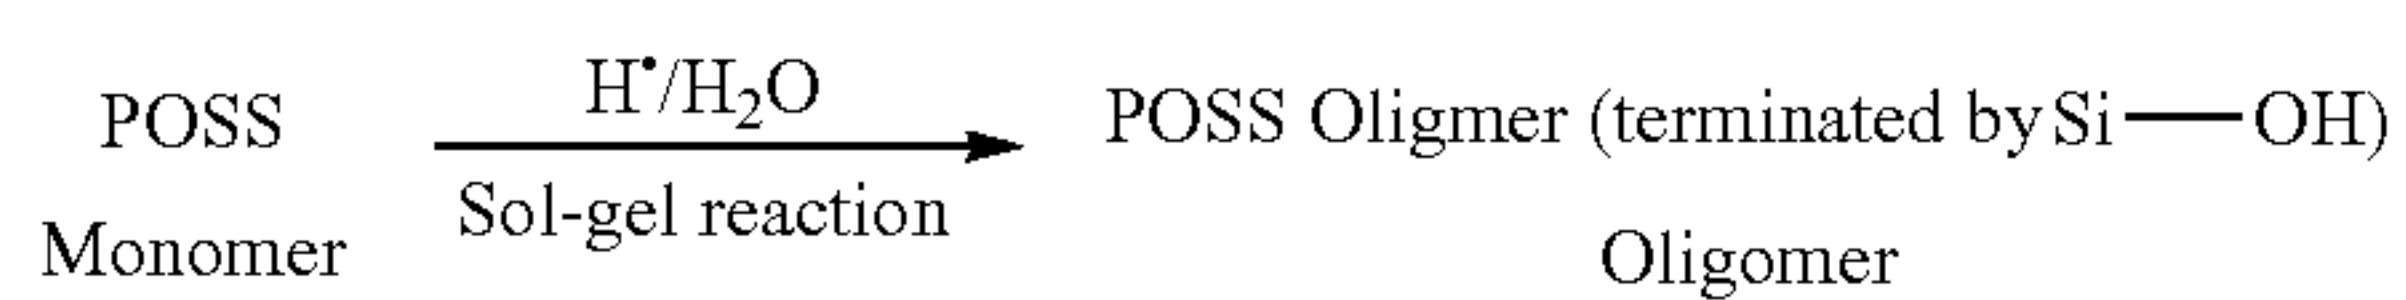 POSS
Monomer
H•/H₂O
Sol-gel reaction
POSS Oligmer (terminated by Si—OH)
Oligomer